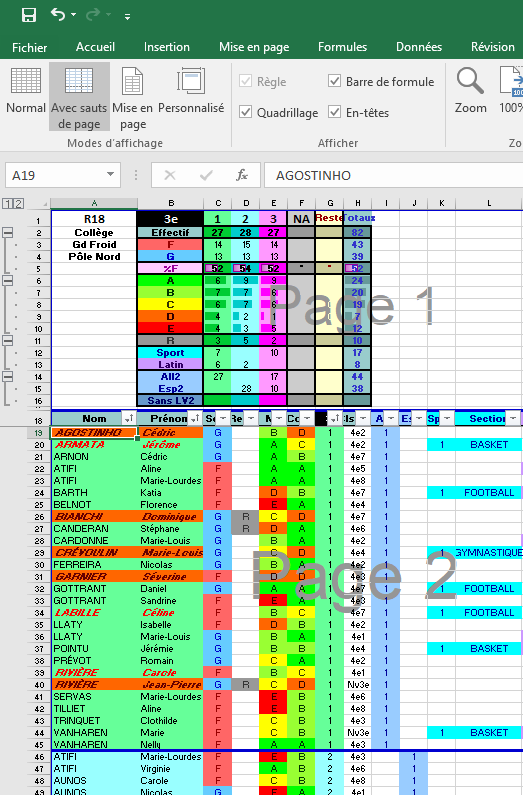 Fichier Accueil Insertion Mise en page Formules Données Révision
Normal Avec sauts de page Mise en page Personnalisé
Modes d'affichage
Règle Barre de formule
Quadrillage En-têtes
Afficher
Zoom 100%
Zo
A19 fx AGOSTINHO
1 2
A B C D E F G H I J K L
1 R18 3e 1 2 3 NA Reste Totaux
2 Collège Effectif 27 28 27 82
3 Gd Froid F 14 15 14 43
4 Pôle Nord G 13 13 13 39
5 %F 52 54 52 - - 52
6 A 6 9 9 24
7 B 7 7 6 20
8 C 6 7 6 19
9 D 4 2 1 7
10 E 4 3 5 12
11 R 3 5 2 10
12 Sport 7 10 17
13 Latin 6 2 8
14 All2 27 17 44
15 Esp2 28 10 38
16 Sans LV2
Page 1
18 Nom Prénom Se Re N Co Cls A Es Sp Section
19 AGOSTINHO Cédric G B D 1 4e2 1
20 ARMATA Jérôme G A C 1 4e2 1 1 BASKET
21 ARNON Cédric G A B 1 4e7 1
22 ATIFI Aline F A A 1 4e5 1
23 ATIFI Marie-Lourdes F A A 1 4e8 1
24 BARTH Katia F D B 1 4e7 1 1 FOOTBALL
25 BELNOT Florence F E A 1 4e4 1
26 BIANCHI Dominique G R C D 1 4e7 1
27 CANDERAN Stéphane G R D A 1 4e6 1
28 CARDONNE Marie-Louis G A A 1 4e2 1
29 CRÉVOULIN Marie-Louis G C D 1 4e4 1 1 GYMNASTIQUE
30 FERREIRA Nicolas G B 1 4e2 1
31 GARNIER Séverine F 1 4e3 1
32 GOTTRANT Daniel G A 1 4e6 1 1 FOOTBALL
33 GOTTRANT Sandrine F E A 1 4e3 1
34 LABILLE Céline F C B 1 4e7 1 1 FOOTBALL
35 LLATY Isabelle F D B 1 4e2 1
36 LLATY Marie-Louis G C A 1 4e1 1
37 POINTU Jérémie G B B 1 4e4 1 1 BASKET
38 PRÉVOT Romain G C A 1 4e2 1
39 RIVIÈRE Carole F B C 1 4e1 1
40 RIVIÈRE Jean-Pierre G R C D 1 Nv3e 1
41 SERVAS Marie-Lourdes F E B 1 4e6 1
42 TILLIET Aline F E B 1 4e8 1
43 TRINQUET Clothilde F C B 1 4e3 1
44 VANHAREN Marie F C B 1 Nv3e 1 1 BASKET
45 VANHAREN Nelly F A A 1 4e3 1
46 ATIFI Marie-Lourdes F E B 2 4e3 1
47 ATIFI Virginie F A B 2 4e6 1
48 AUNOS Carole F C B 2 4e8 1
49 AUNOS Nicolas G E B 2 4e1 1
Page 2